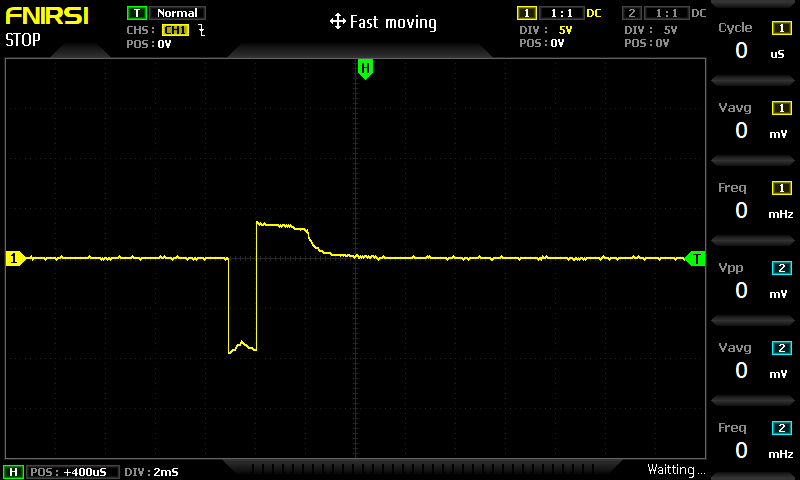 FNIRSI
STOP
T Normal
CHS: CH1
POS: 0V
Fast moving
1 1:1 DC
DIV: 5V
POS: 0V
2 1:1 DC
DIV: 5V
POS: 0V
H
1
T
Cycle 1
0 uS
Vavg 1
0 mV
Freq 1
0 mHz
Vpp 2
0 mV
Vavg 2
0 mV
Freq 2
0 mHz
H POS: +400uS DIV: 2mS
Waitting...